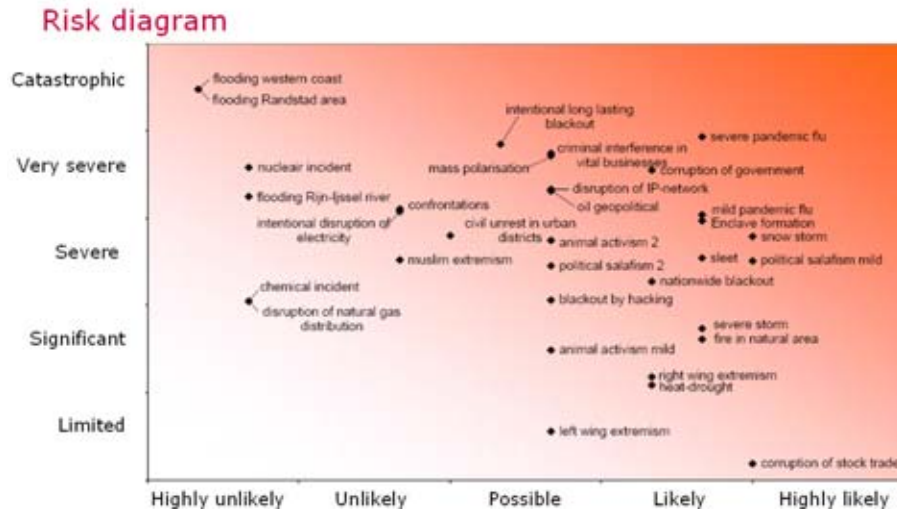 Risk diagram
Catastrophic
flooding western coast
flooding Randstad area
intentional long lasting
blackout
severe pandemic flu
criminal interference in
vital businesses
mass polarisation
Very severe
nuclear incident
corruption of government
flooding Rijn-Ijssel river
disruption of IP-network
oil geopolitical
confrontations
intentional disruption of
electricity
civil unrest in urban
districts
mild pandemic flu
Enclave formation
snow storm
Severe
animal activism 2
muslim extremism
political salafism 2
sleet
political salafism mild
nationwide blackout
chemical incident
disruption of natural gas
distribution
blackout by hacking
Significant
severe storm
fire in natural area
animal activism mild
right wing extremism
heat-drought
Limited
left wing extremism
corruption of stock trade
Highly unlikely
Unlikely
Possible
Likely
Highly likely